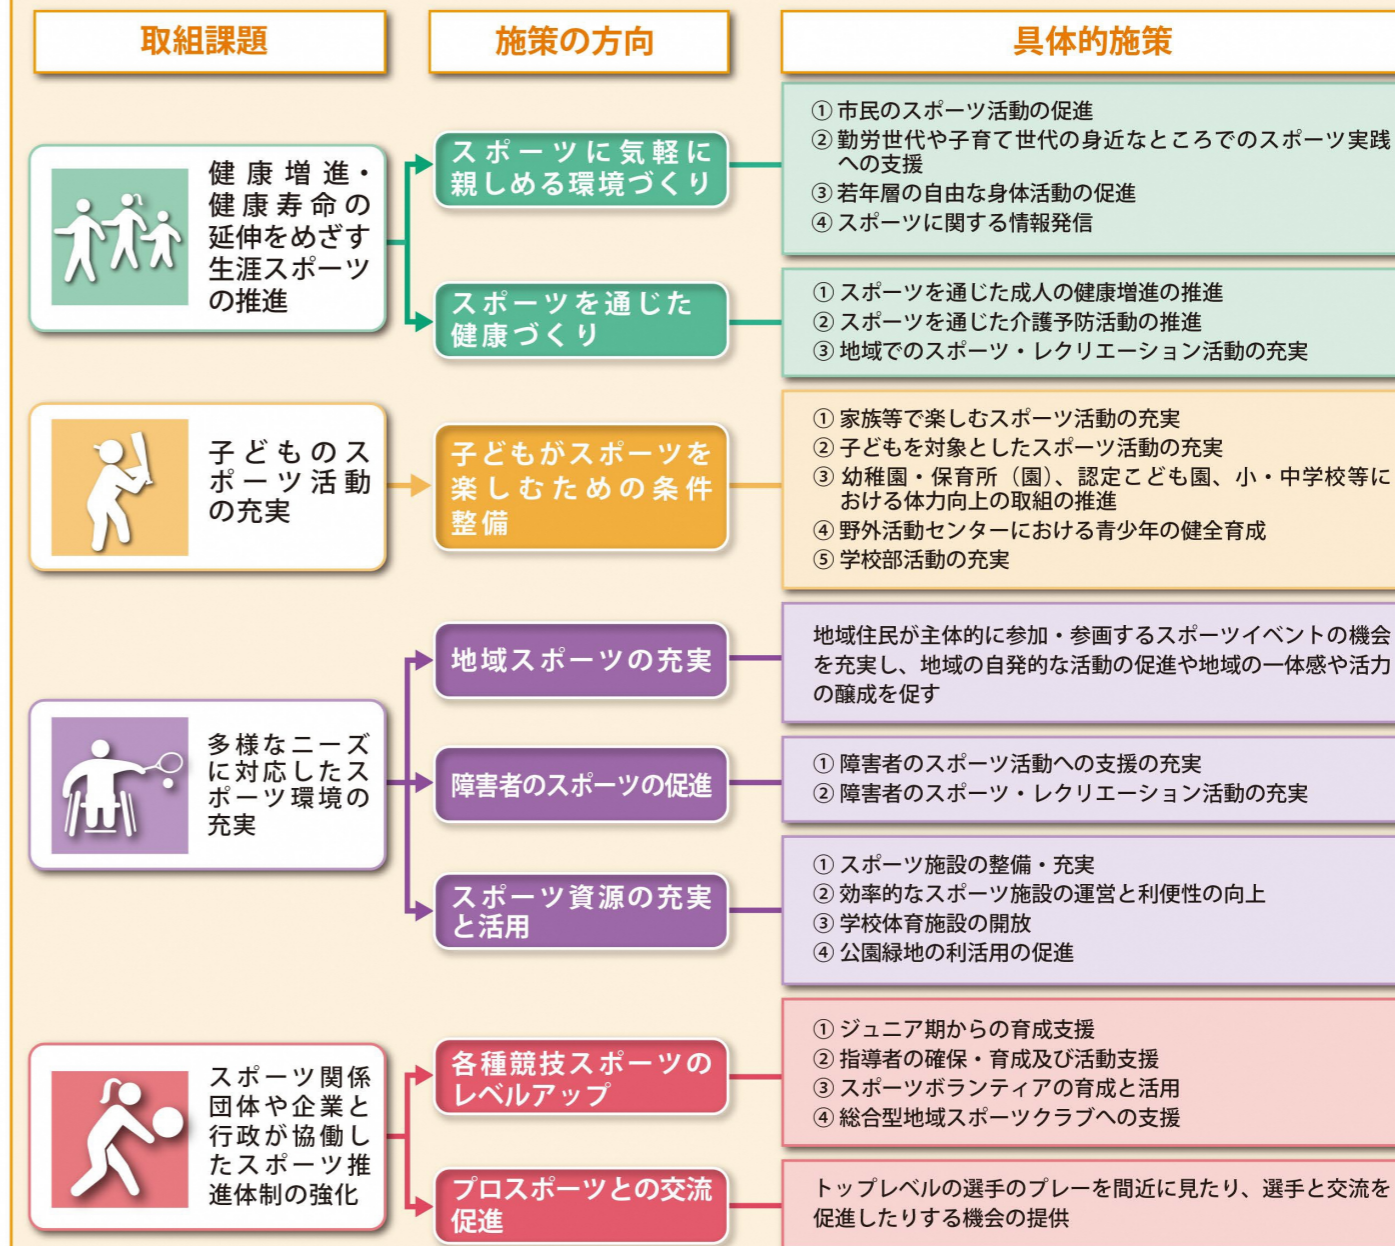 取組課題
施策の方向
具体的施策
健康増進・
健康寿命の
延伸をめざす
生涯スポーツ
の推進
スポーツに気軽に
親しめる環境づくり
① 市民のスポーツ活動の促進
② 勤労世代や子育て世代の身近なところでのスポーツ実践
への支援
③ 若年層の自由な身体活動の促進
④ スポーツに関する情報発信
スポーツを通じた
健康づくり
① スポーツを通じた成人の健康増進の推進
② スポーツを通じた介護予防活動の推進
③ 地域でのスポーツ・レクリエーション活動の充実
子どものス
ポーツ活動
の充実
子どもがスポーツを
楽しむための条件
整備
① 家族等で楽しむスポーツ活動の充実
② 子どもを対象としたスポーツ活動の充実
③ 幼稚園・保育所（園）、認定こども園、小・中学校等に
おける体力向上の取組の推進
④ 野外活動センターにおける青少年の健全育成
⑤ 学校部活動の充実
多様なニーズ
に対応したス
ポーツ環境の
充実
地域スポーツの充実
地域住民が主体的に参加・参画するスポーツイベントの機会
を充実し、地域の自発的な活動の促進や地域の一体感や活力
の醸成を促す
障害者のスポーツの促進
① 障害者のスポーツ活動への支援の充実
② 障害者のスポーツ・レクリエーション活動の充実
スポーツ資源の充実
と活用
① スポーツ施設の整備・充実
② 効率的なスポーツ施設の運営と利便性の向上
③ 学校体育施設の開放
④ 公園緑地の利活用の促進
スポーツ関係
団体や企業と
行政が協働し
たスポーツ推
進体制の強化
各種競技スポーツの
レベルアップ
① ジュニア期からの育成支援
② 指導者の確保・育成及び活動支援
③ スポーツボランティアの育成と活用
④ 総合型地域スポーツクラブへの支援
プロスポーツとの交流
促進
トップレベルの選手のプレーを間近に見たり、選手と交流を
促進したりする機会の提供